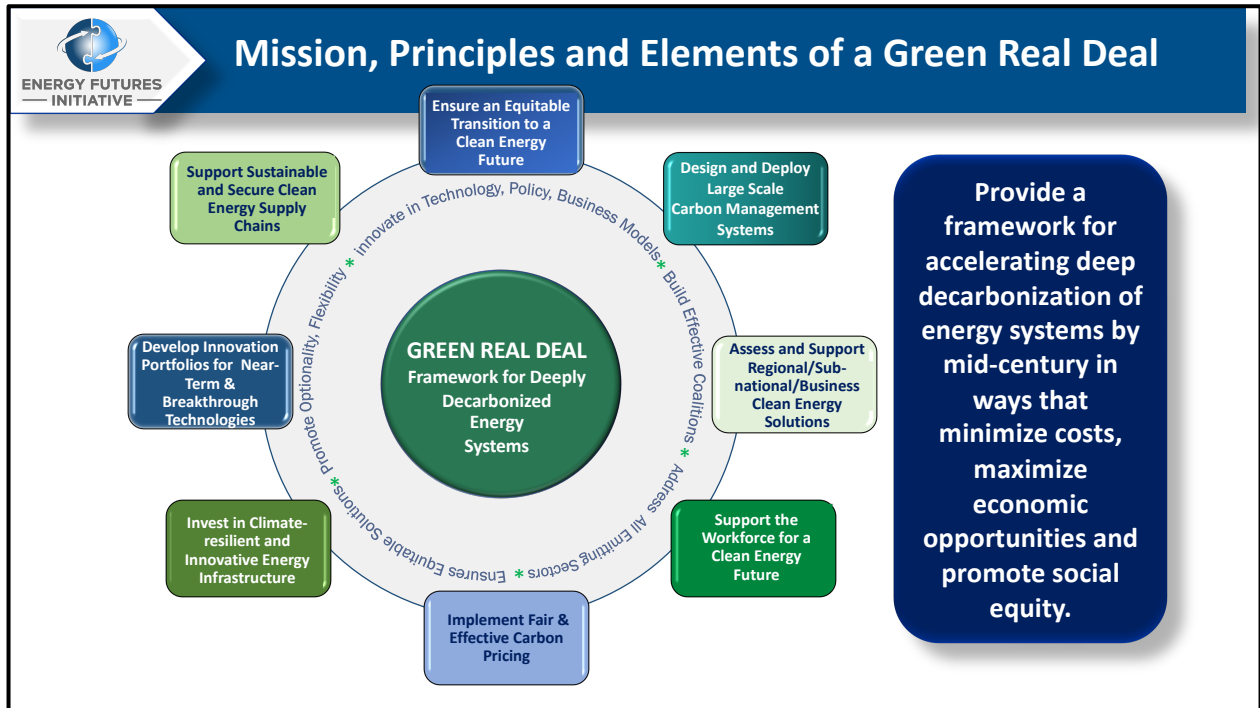 ENERGY FUTURES
INITIATIVE
Mission, Principles and Elements of a Green Real Deal
Ensure an Equitable
Transition to a
Clean Energy
Future
Design and Deploy
Large Scale
Carbon Management
Systems
Assess and Support
Regional/Sub-
national/Business
Clean Energy
Solutions
Support the
Workforce for a
Clean Energy
Future
Implement Fair &
Effective Carbon
Pricing
Invest in Climate-
resilient and
Innovative Energy
Infrastructure
Develop Innovation
Portfolios for Near-
Term &
Breakthrough
Technologies
Support Sustainable
and Secure Clean
Energy Supply
Chains
innovate in Technology, Policy, Business Models * Build Effective Coalitions * Address All Emitting Sectors * Ensures Equitable Solutions * Promote Optionality, Flexibility *
GREEN REAL DEAL
Framework for Deeply
Decarbonized
Energy
Systems
Provide a
framework for
accelerating deep
decarbonization of
energy systems by
mid-century in
ways that
minimize costs,
maximize
economic
opportunities and
promote social
equity.